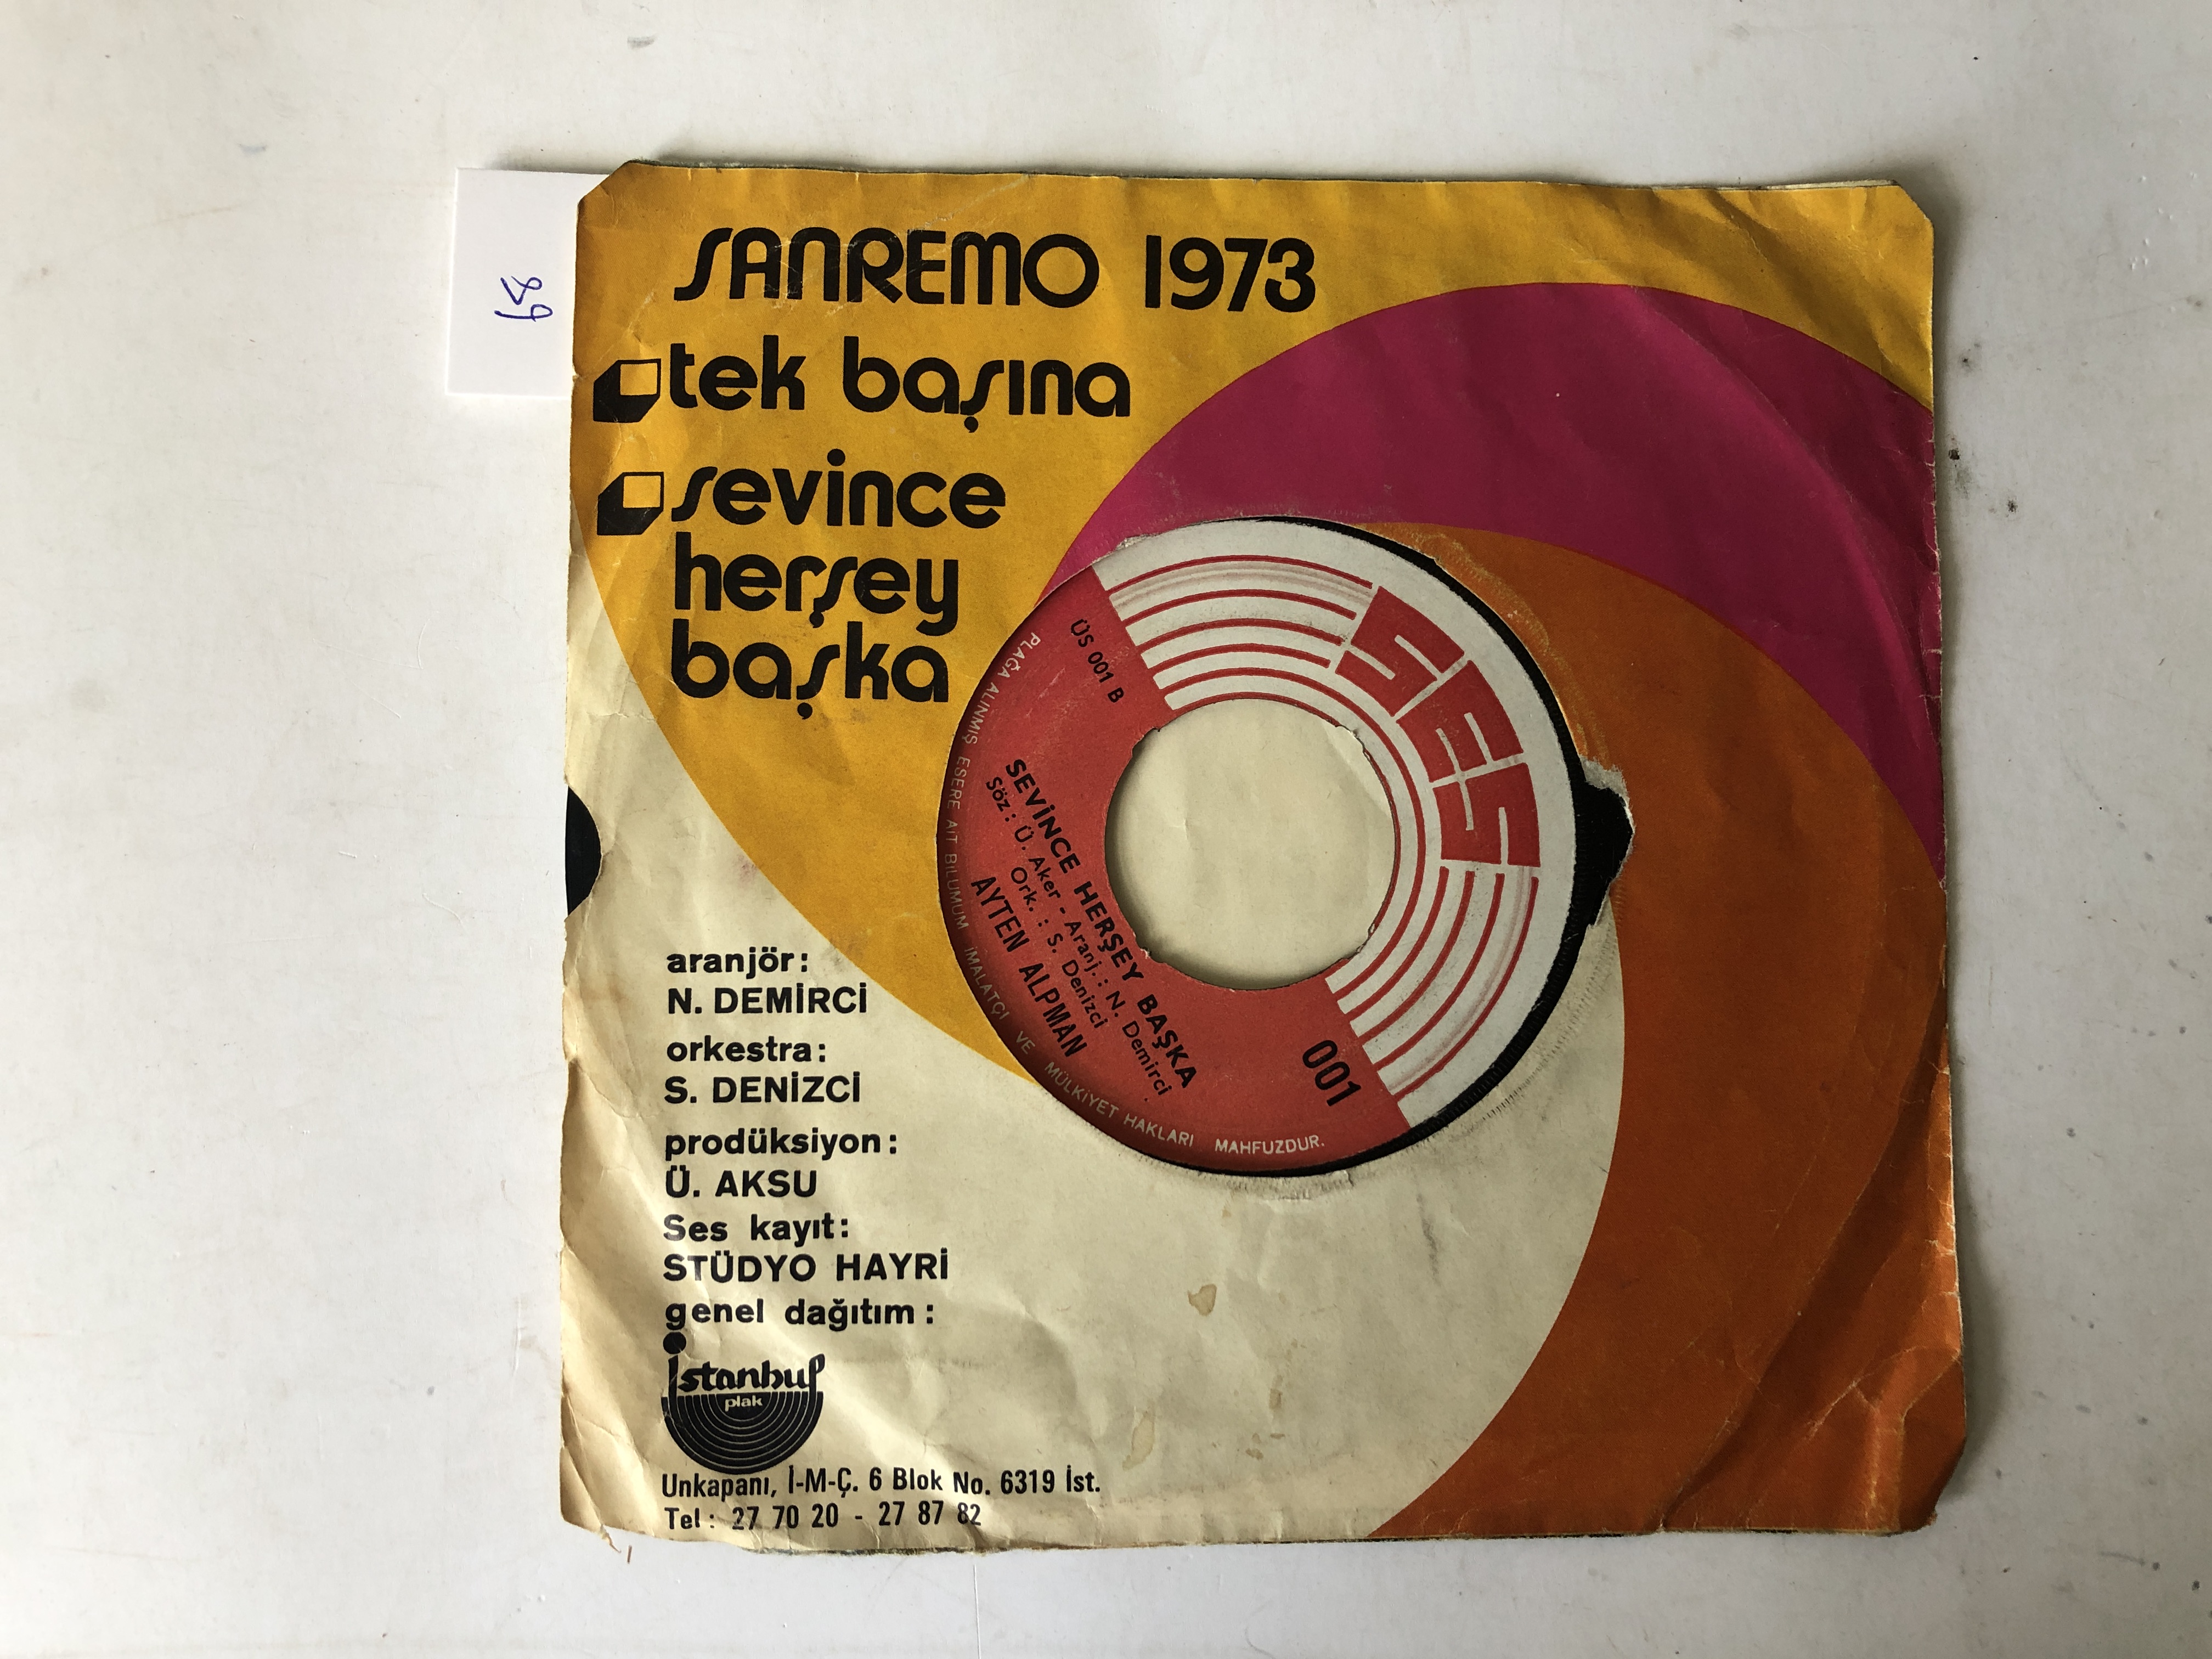 SANREMO 1973
tek başına
sevince
herşey
başka
aranjör:
N. DEMİRCİ
orkestra:
S. DENİZCİ
prodüksiyon:
Ü. AKSU
Ses kayıt:
STÜDYO HAYRİ
genel dağıtım:
istanbul
plak
Unkapanı, İ-M-Ç. 6 Blok No. 6319 İst.
Tel: 27 70 20 - 27 87 82
SES
ÜS 001 B
001
SEVİNCE HERŞEY BAŞKA
Söz: Ü. Aker - Aranj.: N. Demirci
Ork.: S. Denizci
AYTEN ALPMAN
PLAĞA ALINMIŞ ESERE AİT BİLUMUM İMALATÇI VE MÜLKİYET HAKLARI MAHFUZDUR.